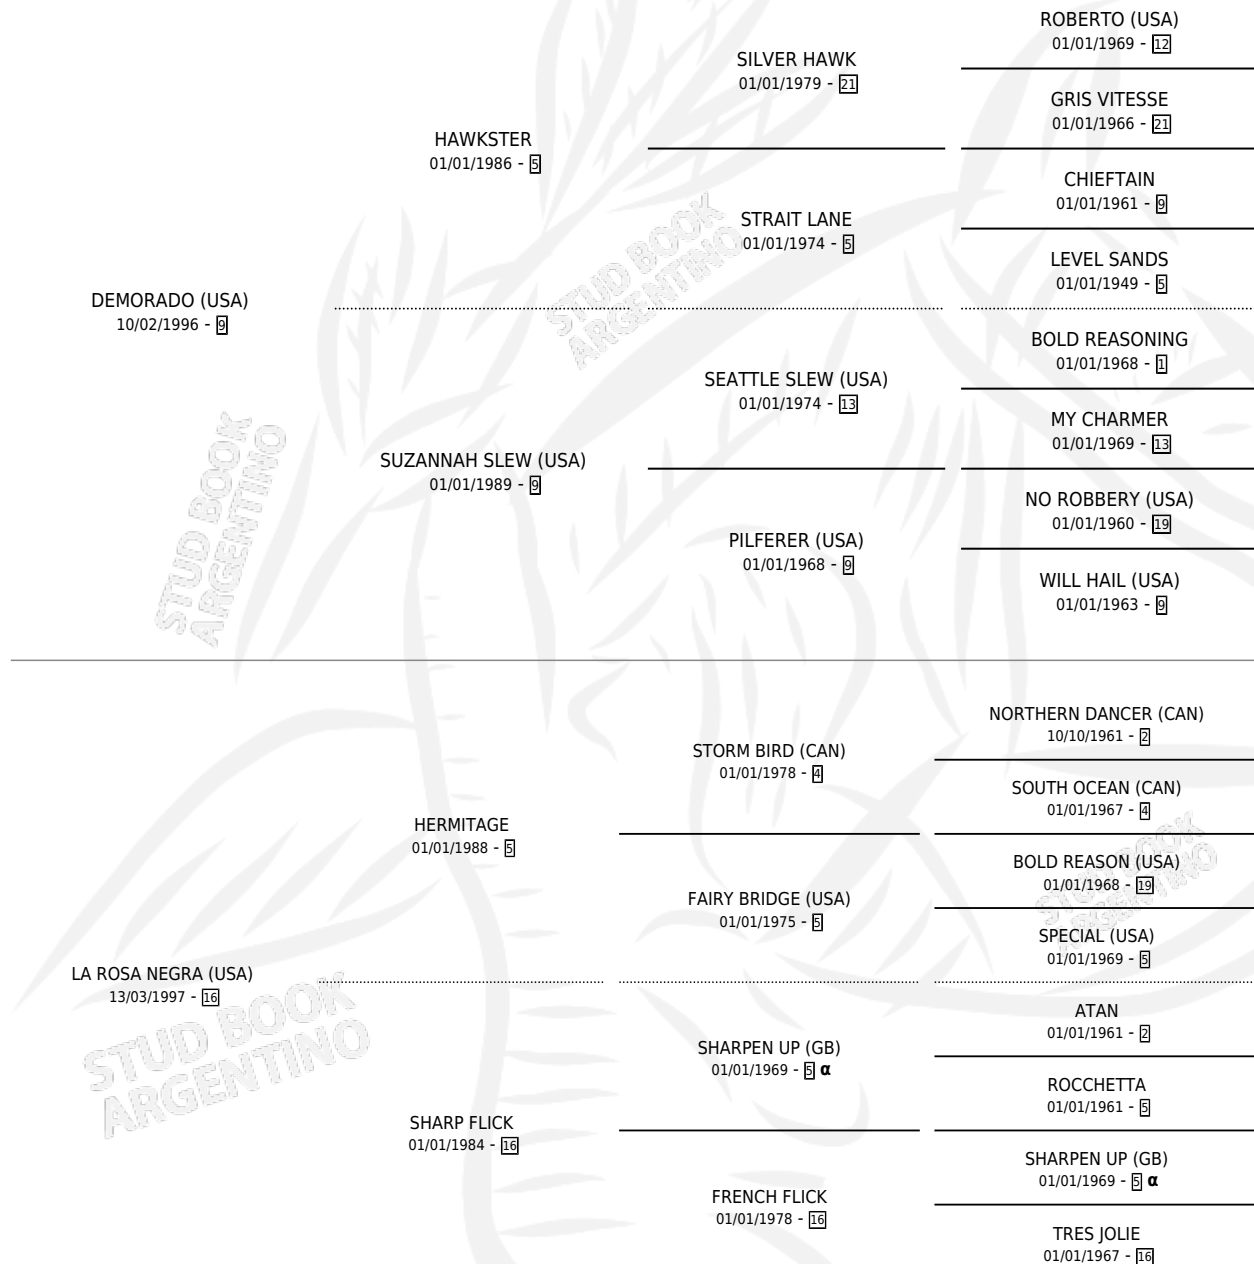 ROBERTO (USA)
01/01/1969 - 12
SILVER HAWK
01/01/1979 - 21
GRIS VITESSE
01/01/1966 - 21
HAWKSTER
01/01/1986 - 5
CHIEFTAIN
01/01/1961 - 9
STRAIT LANE
01/01/1974 - 5
LEVEL SANDS
01/01/1949 - 5
DEMORADO (USA)
10/02/1996 - 9
BOLD REASONING
01/01/1968 - 1
SEATTLE SLEW (USA)
01/01/1974 - 13
MY CHARMER
01/01/1969 - 13
SUZANNAH SLEW (USA)
01/01/1989 - 9
NO ROBBERY (USA)
01/01/1960 - 19
PILFERER (USA)
01/01/1968 - 9
WILL HAIL (USA)
01/01/1963 - 9
NORTHERN DANCER (CAN)
10/10/1961 - 2
STORM BIRD (CAN)
01/01/1978 - 4
SOUTH OCEAN (CAN)
01/01/1967 - 4
HERMITAGE
01/01/1988 - 5
BOLD REASON (USA)
01/01/1968 - 19
FAIRY BRIDGE (USA)
01/01/1975 - 5
SPECIAL (USA)
01/01/1969 - 5
LA ROSA NEGRA (USA)
13/03/1997 - 16
ATAN
01/01/1961 - 2
SHARPEN UP (GB)
01/01/1969 - 5 α
ROCCHETTA
01/01/1961 - 5
SHARP FLICK
01/01/1984 - 16
SHARPEN UP (GB)
01/01/1969 - 5 α
FRENCH FLICK
01/01/1978 - 16
TRES JOLIE
01/01/1967 - 16
STUD BOOK
ARGENTINO
STUD BOOK
ARGENTINO
STUD BOOK
ARGENTINO
STUD BOOK
ARGENTINO